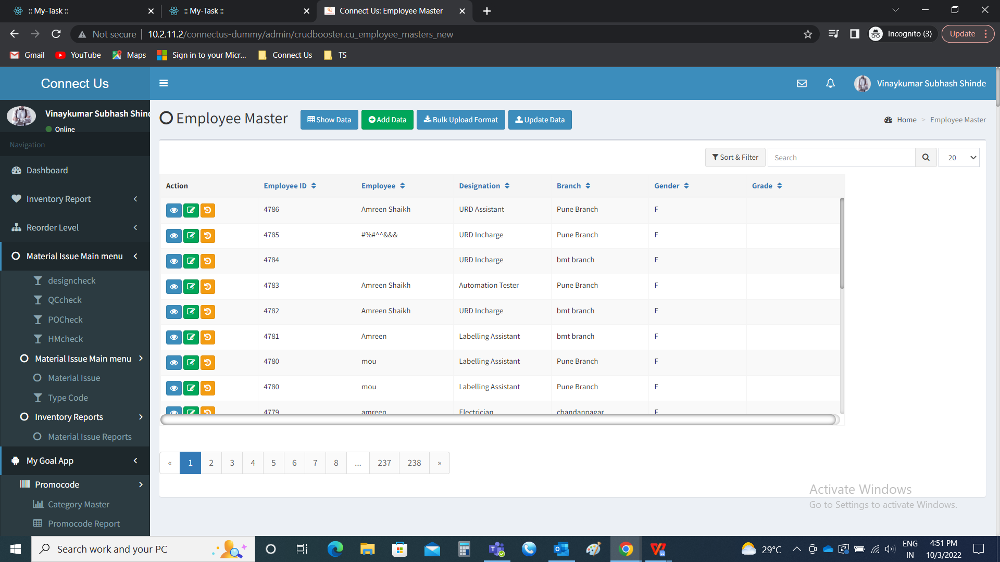 :: My-Task ::
:: My-Task ::
Connect Us: Employee Master
Not secure
10.2.11.2/connectus-dummy/admin/crudbooster.cu_employee_masters_new
Incognito (3)
Update
Gmail
YouTube
Maps
Sign in to your Micr...
Connect Us
TS
Connect Us
Vinaykumar Subhash Shinde
Vinaykumar Subhash Shind
Online
Navigation
Dashboard
Inventory Report
Reorder Level
Material Issue Main menu
designcheck
QCcheck
POCheck
HMcheck
Material Issue Main menu
Material Issue
Type Code
Inventory Reports
Material Issue Reports
My Goal App
Promocode
Category Master
Promocode Report
Employee Master
Show Data
Add Data
Bulk Upload Format
Update Data
Home > Employee Master
Sort & Filter
Search
20
Action Employee ID Employee Designation Branch Gender Grade
4786 Amreen Shaikh URD Assistant Pune Branch F
4785 #%#^^&&& URD Incharge Pune Branch F
4784 URD Incharge bmt branch F
4783 Amreen Shaikh Automation Tester Pune Branch F
4782 Amreen Shaikh URD Incharge bmt branch F
4781 Amreen Labelling Assistant bmt branch F
4780 mou Labelling Assistant Pune Branch F
4780 mou Labelling Assistant Pune Branch F
4779 amreen Electrician chandannagar F
« 1 2 3 4 5 6 7 8 ... 237 238 »
Activate Windows
Go to Settings to activate Windows.
Search work and your PC
29°C
ENG
IN
4:51 PM
10/3/2022